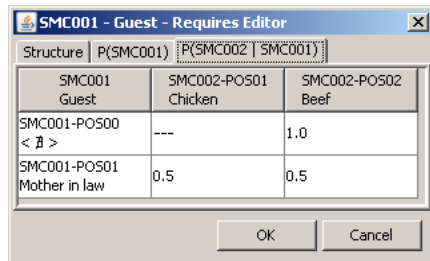 SMC001 - Guest - Requires Editor
Structure P(SMC001) P(SMC002 | SMC001)
SMC001 SMC002-POS01 SMC002-POS02
Guest Chicken Beef
SMC001-POS00
< ∄ > --- 1.0
SMC001-POS01
Mother in law 0.5 0.5
OK Cancel